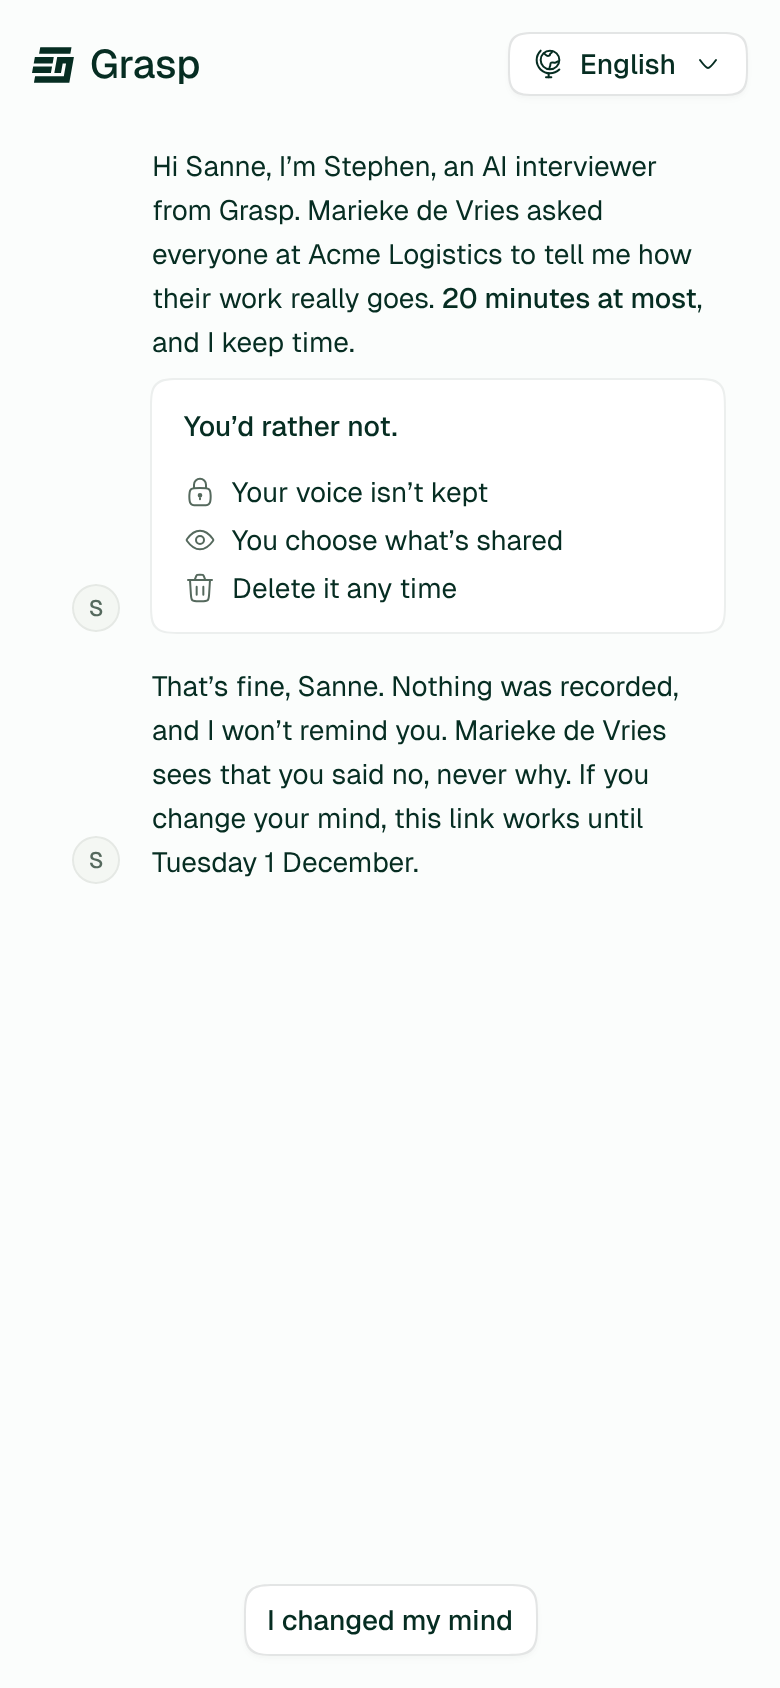 Grasp
English
Hi Sanne, I’m Stephen, an AI interviewer
from Grasp. Marieke de Vries asked
everyone at Acme Logistics to tell me how
their work really goes. 20 minutes at most,
and I keep time.
You’d rather not.
Your voice isn’t kept
You choose what’s shared
Delete it any time
S
That’s fine, Sanne. Nothing was recorded,
and I won’t remind you. Marieke de Vries
sees that you said no, never why. If you
change your mind, this link works until
Tuesday 1 December.
S
I changed my mind